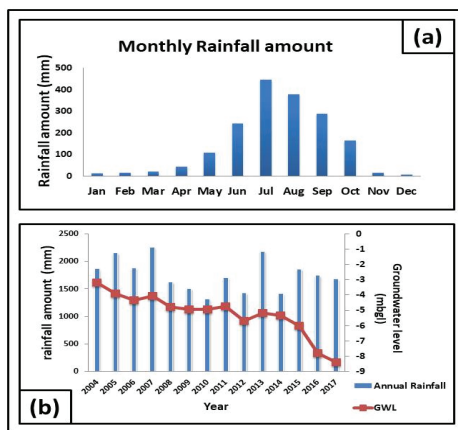 (a)
Monthly Rainfall amount
Rainfall amount (mm)
500
400
300
200
100
0
Jan Feb Mar Apr May Jun Jul Aug Sep Oct Nov Dec
rainfall amount (mm)
2500
2000
1500
1000
500
0
0
-1
-2
-3
-4
-5
-6
-7
-8
-9
Groundwater level
(mbgl)
2004 2005 2006 2007 2008 2009 2010 2011 2012 2013 2014 2015 2016 2017
Year
Annual Rainfall
GWL
(b)